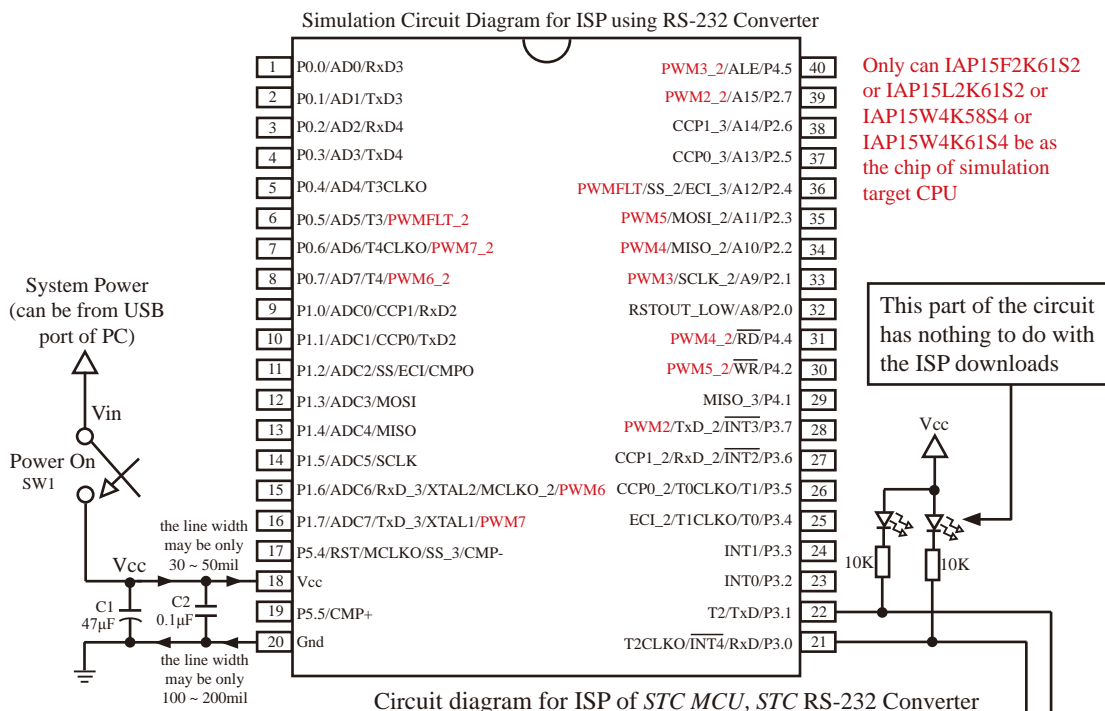 Simulation Circuit Diagram for ISP using RS-232 Converter
1 P0.0/AD0/RxD3
2 P0.1/AD1/TxD3
3 P0.2/AD2/RxD4
4 P0.3/AD3/TxD4
5 P0.4/AD4/T3CLKO
6 P0.5/AD5/T3/PWMFLT_2
7 P0.6/AD6/T4CLKO/PWM7_2
8 P0.7/AD7/T4/PWM6_2
9 P1.0/ADC0/CCP1/RxD2
10 P1.1/ADC1/CCP0/TxD2
11 P1.2/ADC2/SS/ECI/CMPO
12 P1.3/ADC3/MOSI
13 P1.4/ADC4/MISO
14 P1.5/ADC5/SCLK
15 P1.6/ADC6/RxD_3/XTAL2/MCLKO_2/PWM6
16 P1.7/ADC7/TxD_3/XTAL1/PWM7
17 P5.4/RST/MCLKO/SS_3/CMP-
18 Vcc
19 P5.5/CMP+
20 Gnd
PWM3_2/ALE/P4.5 40
PWM2_2/A15/P2.7 39
CCP1_3/A14/P2.6 38
CCP0_3/A13/P2.5 37
PWMFLT/SS_2/ECI_3/A12/P2.4 36
PWM5/MOSI_2/A11/P2.3 35
PWM4/MISO_2/A10/P2.2 34
PWM3/SCLK_2/A9/P2.1 33
RSTOUT_LOW/A8/P2.0 32
PWM4_2/RD/P4.4 31
PWM5_2/WR/P4.2 30
MISO_3/P4.1 29
PWM2/TxD_2/INT3/P3.7 28
CCP1_2/RxD_2/INT2/P3.6 27
CCP0_2/T0CLKO/T1/P3.5 26
ECI_2/T1CLKO/T0/P3.4 25
INT1/P3.3 24
INT0/P3.2 23
T2/TxD/P3.1 22
T2CLKO/INT4/RxD/P3.0 21
Only can IAP15F2K61S2
or IAP15L2K61S2 or
IAP15W4K58S4 or
IAP15W4K61S4 be as
the chip of simulation
target CPU
System Power
(can be from USB
port of PC)
Vin
Power On
SW1
the line width
may be only
30 ~ 50mil
Vcc
C1
47μF
C2
0.1μF
the line width
may be only
100 ~ 200mil
This part of the circuit
has nothing to do with
the ISP downloads
Vcc
10K
10K
Circuit diagram for ISP of STC MCU, STC RS-232 Converter